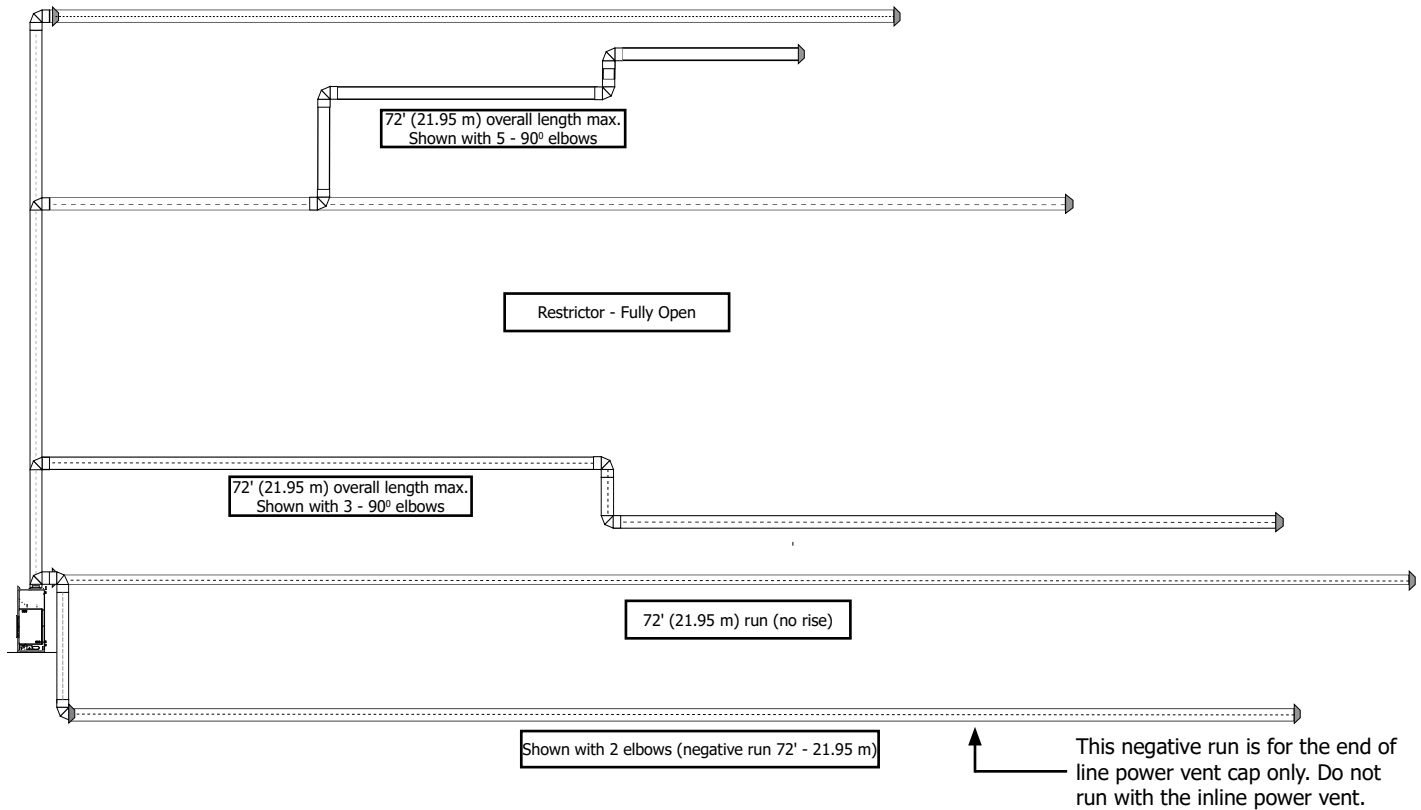 72' (21.95 m) overall length max.
Shown with 5 - 90⁰ elbows
Restrictor - Fully Open
72' (21.95 m) overall length max.
Shown with 3 - 90⁰ elbows
72' (21.95 m) run (no rise)
Shown with 2 elbows (negative run 72' - 21.95 m)
This negative run is for the end of
line power vent cap only. Do not
run with the inline power vent.